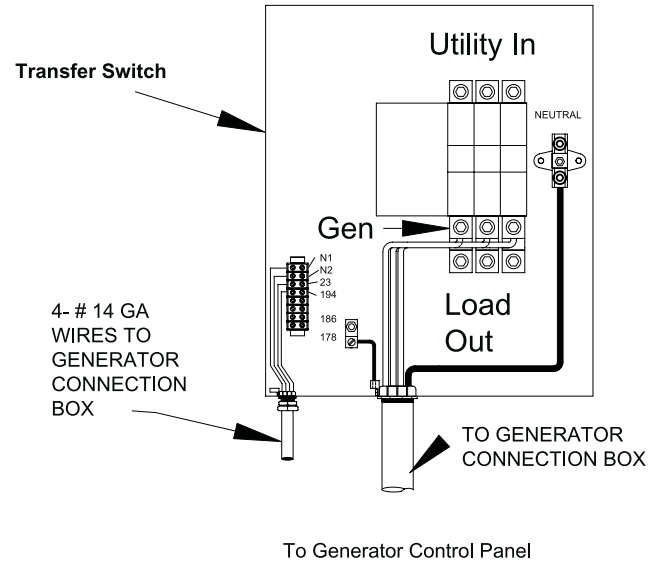 Utility In
Transfer Switch
NEUTRAL
Gen
N1
N2
23
194
186
178
Load
Out
4- # 14 GA
WIRES TO
GENERATOR
CONNECTION
BOX
TO GENERATOR
CONNECTION BOX
To Generator Control Panel